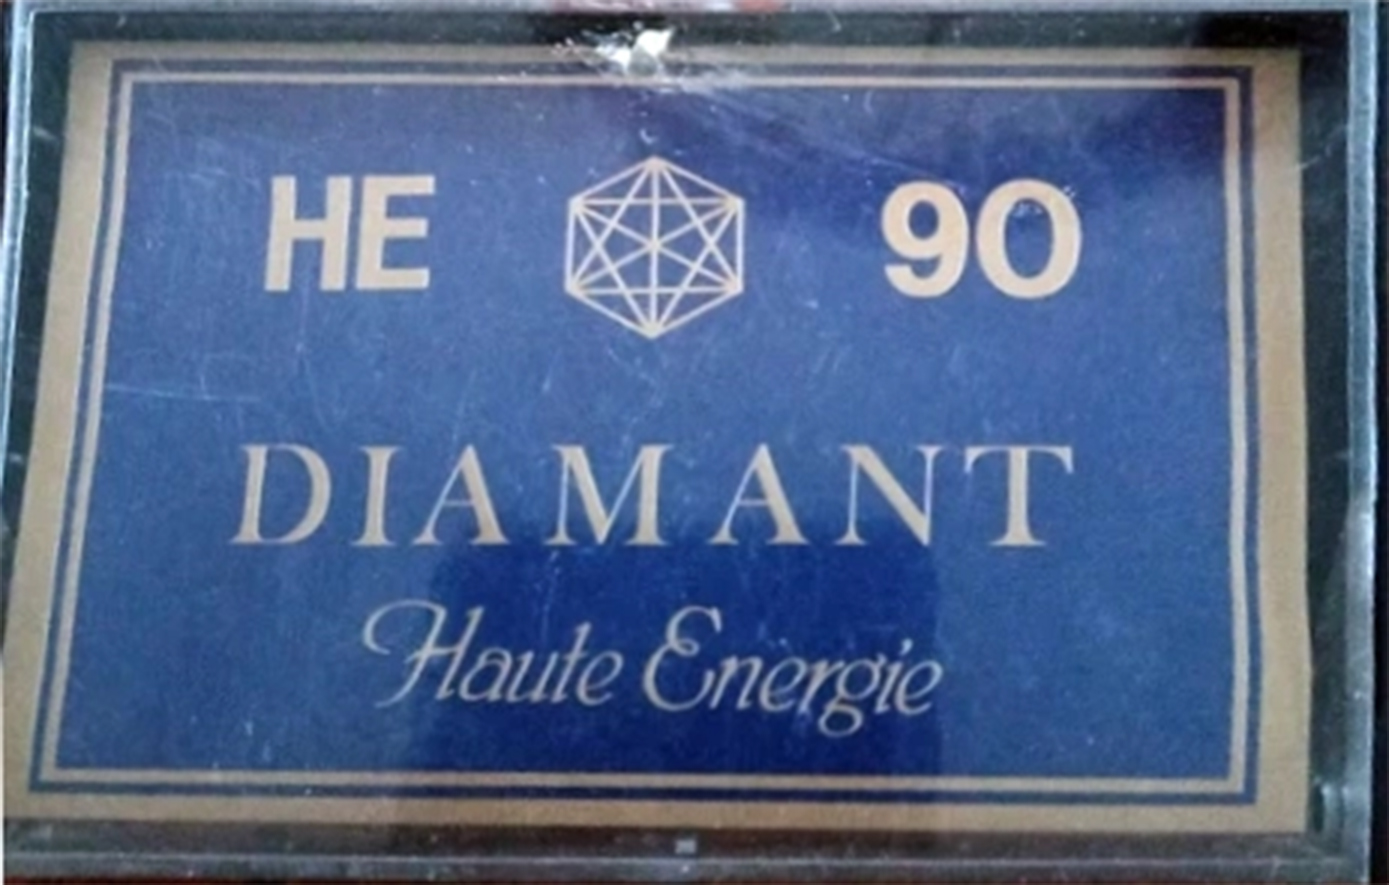 HE 90
DIAMANT
Haute Energie